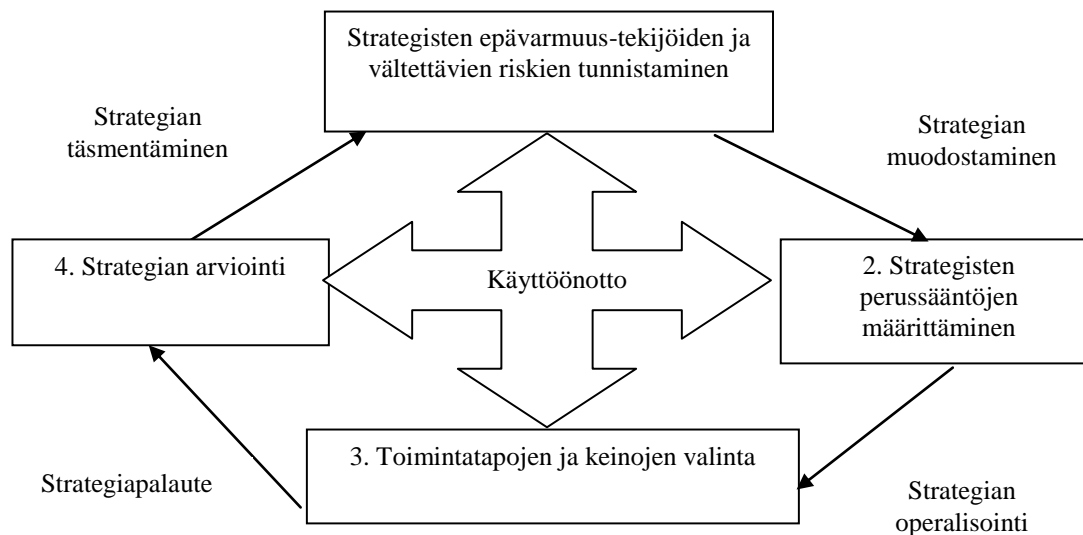 Strategisten epävarmuus-tekijöiden ja
vältettävien riskien tunnistaminen
Strategian
täsmentäminen
Strategian
muodostaminen
4. Strategian arviointi
Käyttöönotto
2. Strategisten
perussääntöjen
määrittäminen
3. Toimintatapojen ja keinojen valinta
Strategiapalaute
Strategian
operalisointi